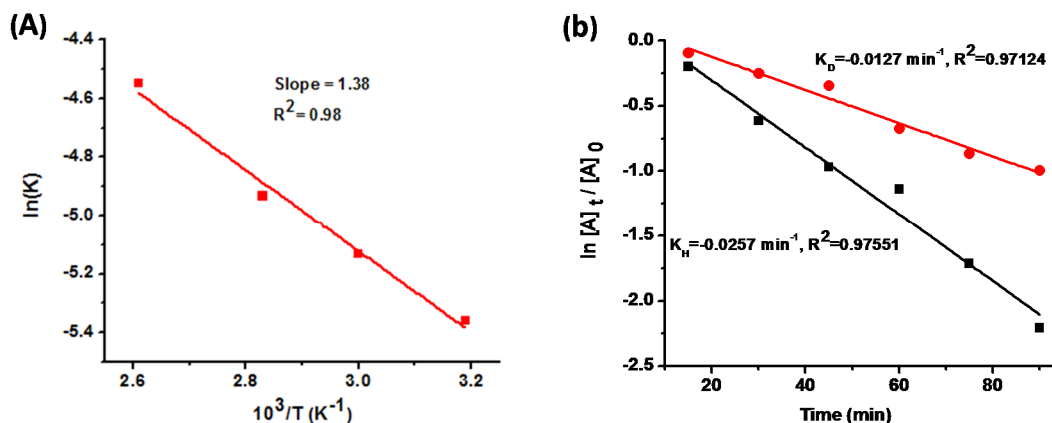 (A)
-4.4
-4.6
-4.8
-5.0
-5.2
-5.4
ln(K)
Slope = 1.38
R²= 0.98
2.6 2.8 3.0 3.2
10³/T (K⁻¹)
(b)
0.0
-0.5
-1.0
-1.5
-2.0
-2.5
ln [A] t / [A] 0
K_D=-0.0127 min⁻¹, R²=0.97124
K_H=-0.0257 min⁻¹, R²=0.97551
20 40 60 80
Time (min)